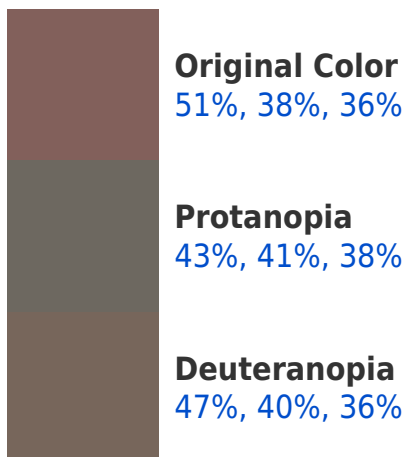 Original Color
51%, 38%, 36%
Protanopia
43%, 41%, 38%
Deuteranopia
47%, 40%, 36%